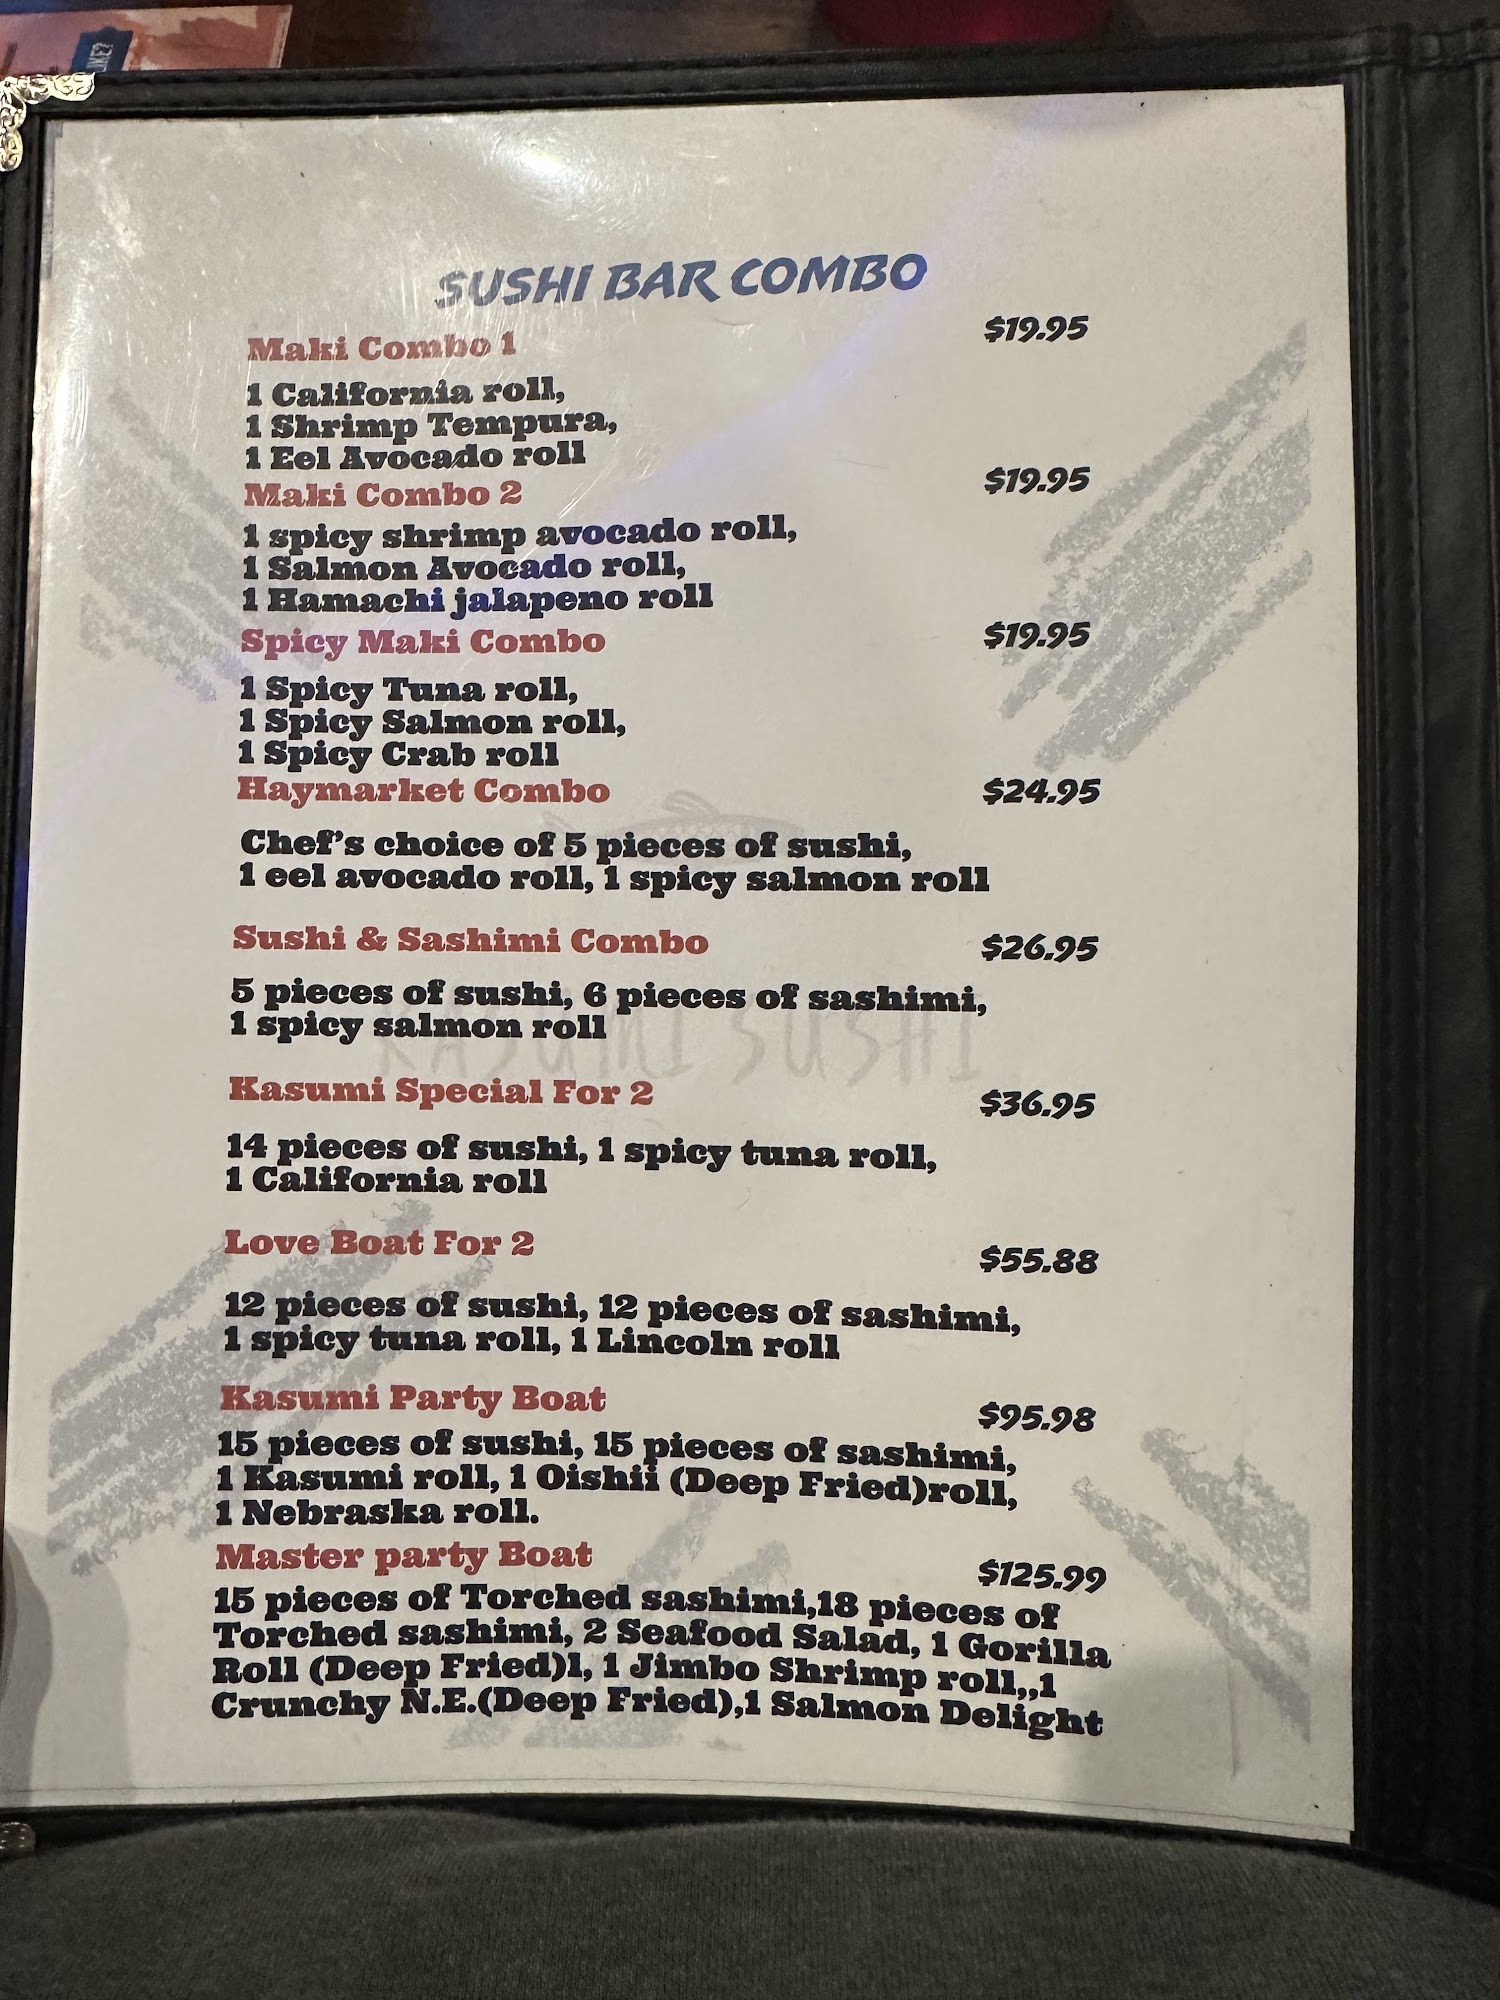 LIKE?
SUSHI BAR COMBO
Maki Combo 1 $19.95
1 California roll,
1 Shrimp Tempura,
1 Eel Avocado roll
Maki Combo 2 $19.95
1 spicy shrimp avocado roll,
1 Salmon Avocado roll,
1 Hamachi jalapeno roll
Spicy Maki Combo $19.95
1 Spicy Tuna roll,
1 Spicy Salmon roll,
1 Spicy Crab roll
Haymarket Combo $24.95
Chef's choice of 5 pieces of sushi,
1 eel avocado roll, 1 spicy salmon roll
Sushi & Sashimi Combo $26.95
5 pieces of sushi, 6 pieces of sashimi,
1 spicy salmon roll
KASUMI SUSHI
Kasumi Special For 2 $36.95
14 pieces of sushi, 1 spicy tuna roll,
1 California roll
Love Boat For 2 $55.88
12 pieces of sushi, 12 pieces of sashimi,
1 spicy tuna roll, 1 Lincoln roll
Kasumi Party Boat $95.98
15 pieces of sushi, 15 pieces of sashimi,
1 Kasumi roll, 1 Oishii (Deep Fried)roll,
1 Nebraska roll.
Master party Boat $125.99
15 pieces of Torched sashimi,18 pieces of
Torched sashimi, 2 Seafood Salad, 1 Gorilla
Roll (Deep Fried)l, 1 Jimbo Shrimp roll,,1
Crunchy N.E.(Deep Fried),1 Salmon Delight